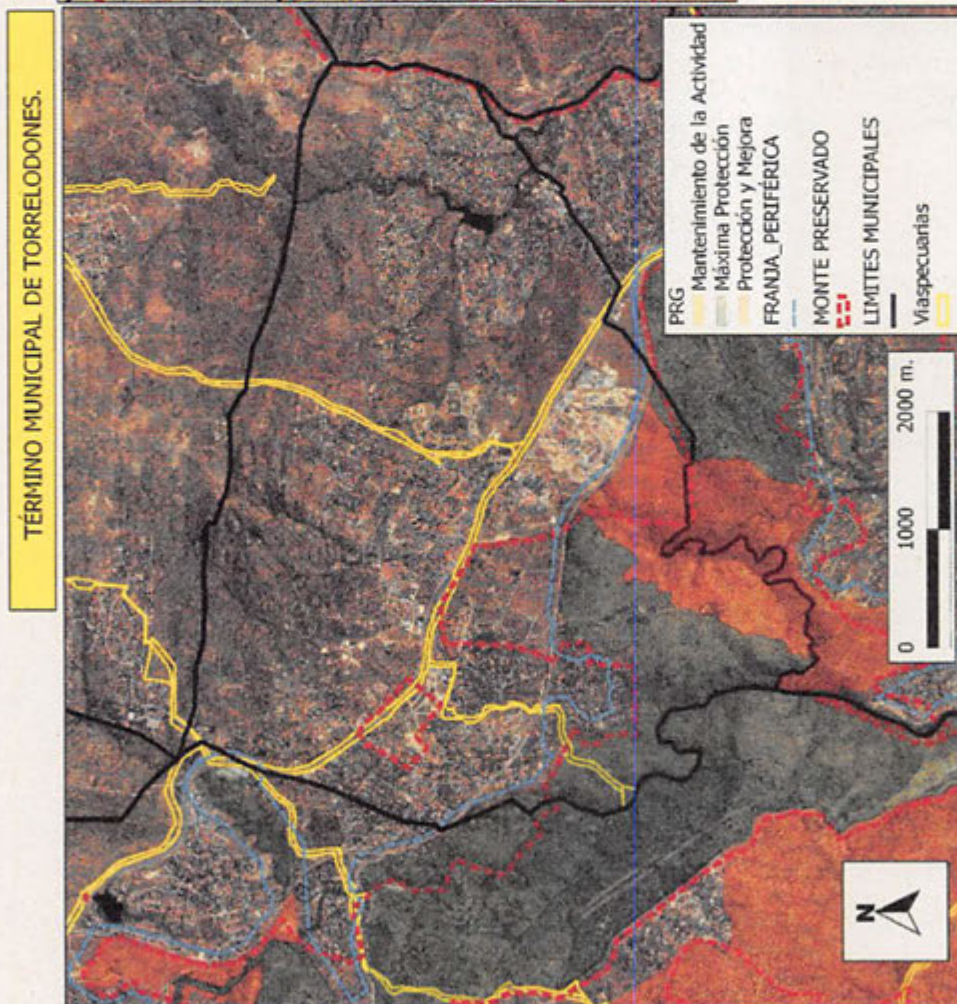 TÉRMINO MUNICIPAL DE TORRELODONES.
PRG
Mantenimiento de la Actividad
Máxima Protección
Protección y Mejora
FRANJA_PERIFÉRICA
MONTE PRESERVADO
LIMITES MUNICIPALES
Viaspecuarias
0 1000 2000 m.
N